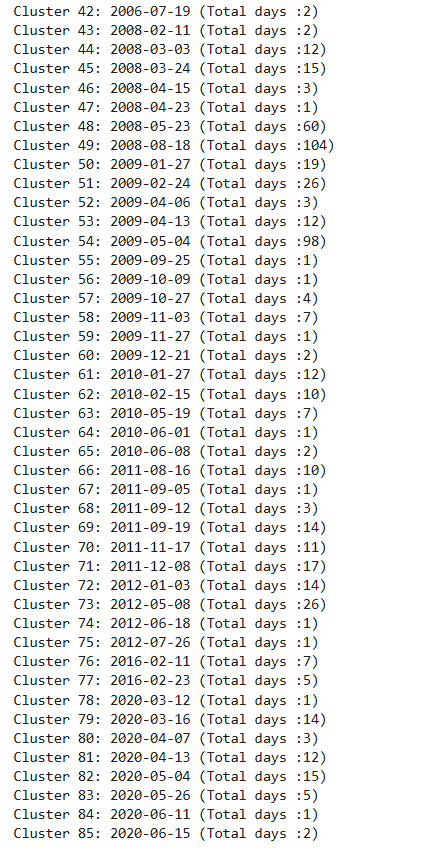 Cluster 42: 2006-07-19 (Total days :2)
Cluster 43: 2008-02-11 (Total days :2)
Cluster 44: 2008-03-03 (Total days :12)
Cluster 45: 2008-03-24 (Total days :15)
Cluster 46: 2008-04-15 (Total days :3)
Cluster 47: 2008-04-23 (Total days :1)
Cluster 48: 2008-05-23 (Total days :60)
Cluster 49: 2008-08-18 (Total days :104)
Cluster 50: 2009-01-27 (Total days :19)
Cluster 51: 2009-02-24 (Total days :26)
Cluster 52: 2009-04-06 (Total days :3)
Cluster 53: 2009-04-13 (Total days :12)
Cluster 54: 2009-05-04 (Total days :98)
Cluster 55: 2009-09-25 (Total days :1)
Cluster 56: 2009-10-09 (Total days :1)
Cluster 57: 2009-10-27 (Total days :4)
Cluster 58: 2009-11-03 (Total days :7)
Cluster 59: 2009-11-27 (Total days :1)
Cluster 60: 2009-12-21 (Total days :2)
Cluster 61: 2010-01-27 (Total days :12)
Cluster 62: 2010-02-15 (Total days :10)
Cluster 63: 2010-05-19 (Total days :7)
Cluster 64: 2010-06-01 (Total days :1)
Cluster 65: 2010-06-08 (Total days :2)
Cluster 66: 2011-08-16 (Total days :10)
Cluster 67: 2011-09-05 (Total days :1)
Cluster 68: 2011-09-12 (Total days :3)
Cluster 69: 2011-09-19 (Total days :14)
Cluster 70: 2011-11-17 (Total days :11)
Cluster 71: 2011-12-08 (Total days :17)
Cluster 72: 2012-01-03 (Total days :14)
Cluster 73: 2012-05-08 (Total days :26)
Cluster 74: 2012-06-18 (Total days :1)
Cluster 75: 2012-07-26 (Total days :1)
Cluster 76: 2016-02-11 (Total days :7)
Cluster 77: 2016-02-23 (Total days :5)
Cluster 78: 2020-03-12 (Total days :1)
Cluster 79: 2020-03-16 (Total days :14)
Cluster 80: 2020-04-07 (Total days :3)
Cluster 81: 2020-04-13 (Total days :12)
Cluster 82: 2020-05-04 (Total days :15)
Cluster 83: 2020-05-26 (Total days :5)
Cluster 84: 2020-06-11 (Total days :1)
Cluster 85: 2020-06-15 (Total days :2)